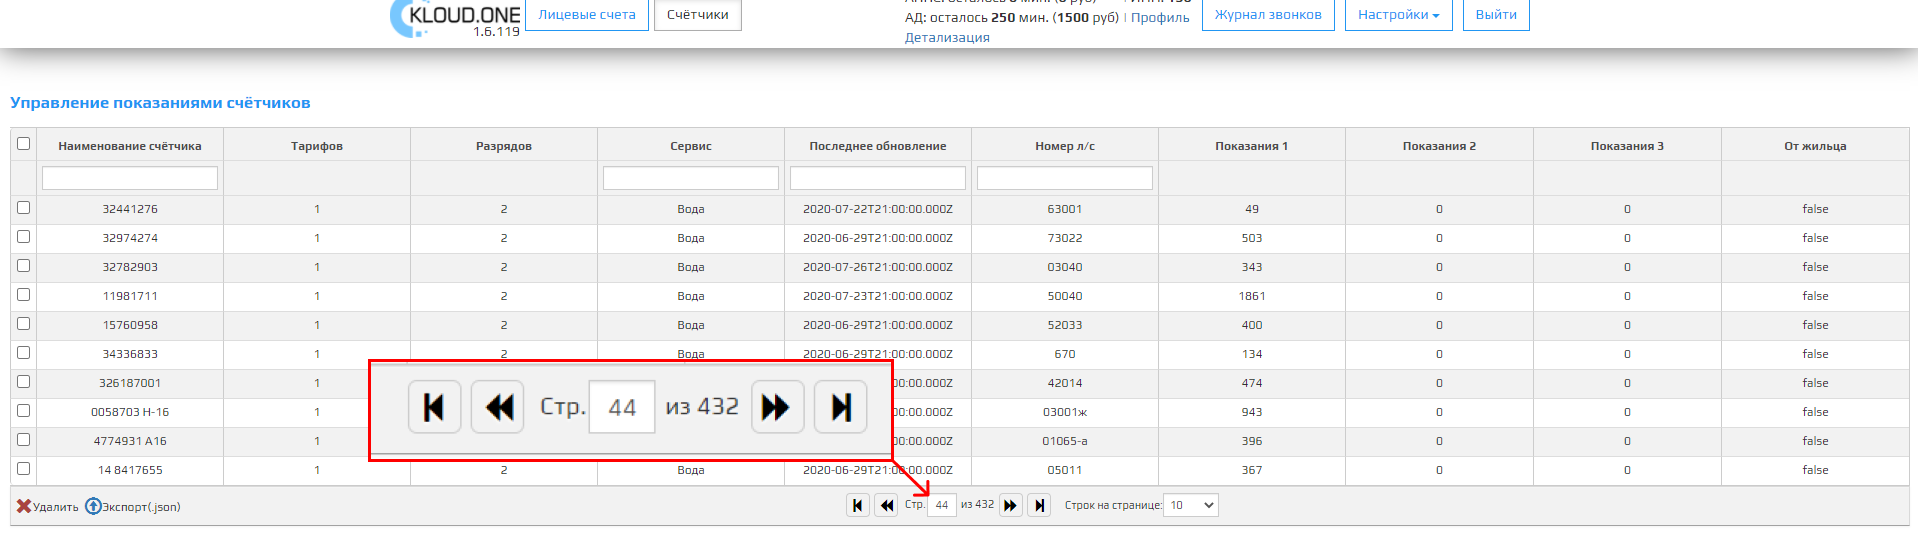 KLOUD.ONE
1.6.119
Лицевые счета
Счётчики
АД: осталось 250 мин. (1500 руб) | Профиль
Детализация
Журнал звонков
Настройки
Выйти
Управление показаниями счётчиков
Наименование счётчика Тарифов Разрядов Сервис Последнее обновление Номер л/с Показания 1 Показания 2 Показания 3 От жильца
32441276 1 2 Вода 2020-07-22T21:00:00.000Z 63001 49 0 0 false
32974274 1 2 Вода 2020-06-29T21:00:00.000Z 73022 503 0 0 false
32782903 1 2 Вода 2020-07-26T21:00:00.000Z 03040 343 0 0 false
11981711 1 2 Вода 2020-07-23T21:00:00.000Z 50040 1861 0 0 false
15760958 1 2 Вода 2020-06-29T21:00:00.000Z 52033 400 0 0 false
34336833 1 2 Вода 2020-06-29T21:00:00.000Z 670 134 0 0 false
326187001 1 :00:00.000Z 42014 474 0 0 false
0058703 Н-16 1 :00:00.000Z 03001ж 943 0 0 false
4774931 А16 1 :00:00.000Z 01065-а 396 0 0 false
14 8417655 1 2 Вода 2020-06-29T21:00:00.000Z 05011 367 0 0 false
Стр. 44 из 432
Удалить Экспорт(.json) Стр. 44 из 432 Строк на странице: 10